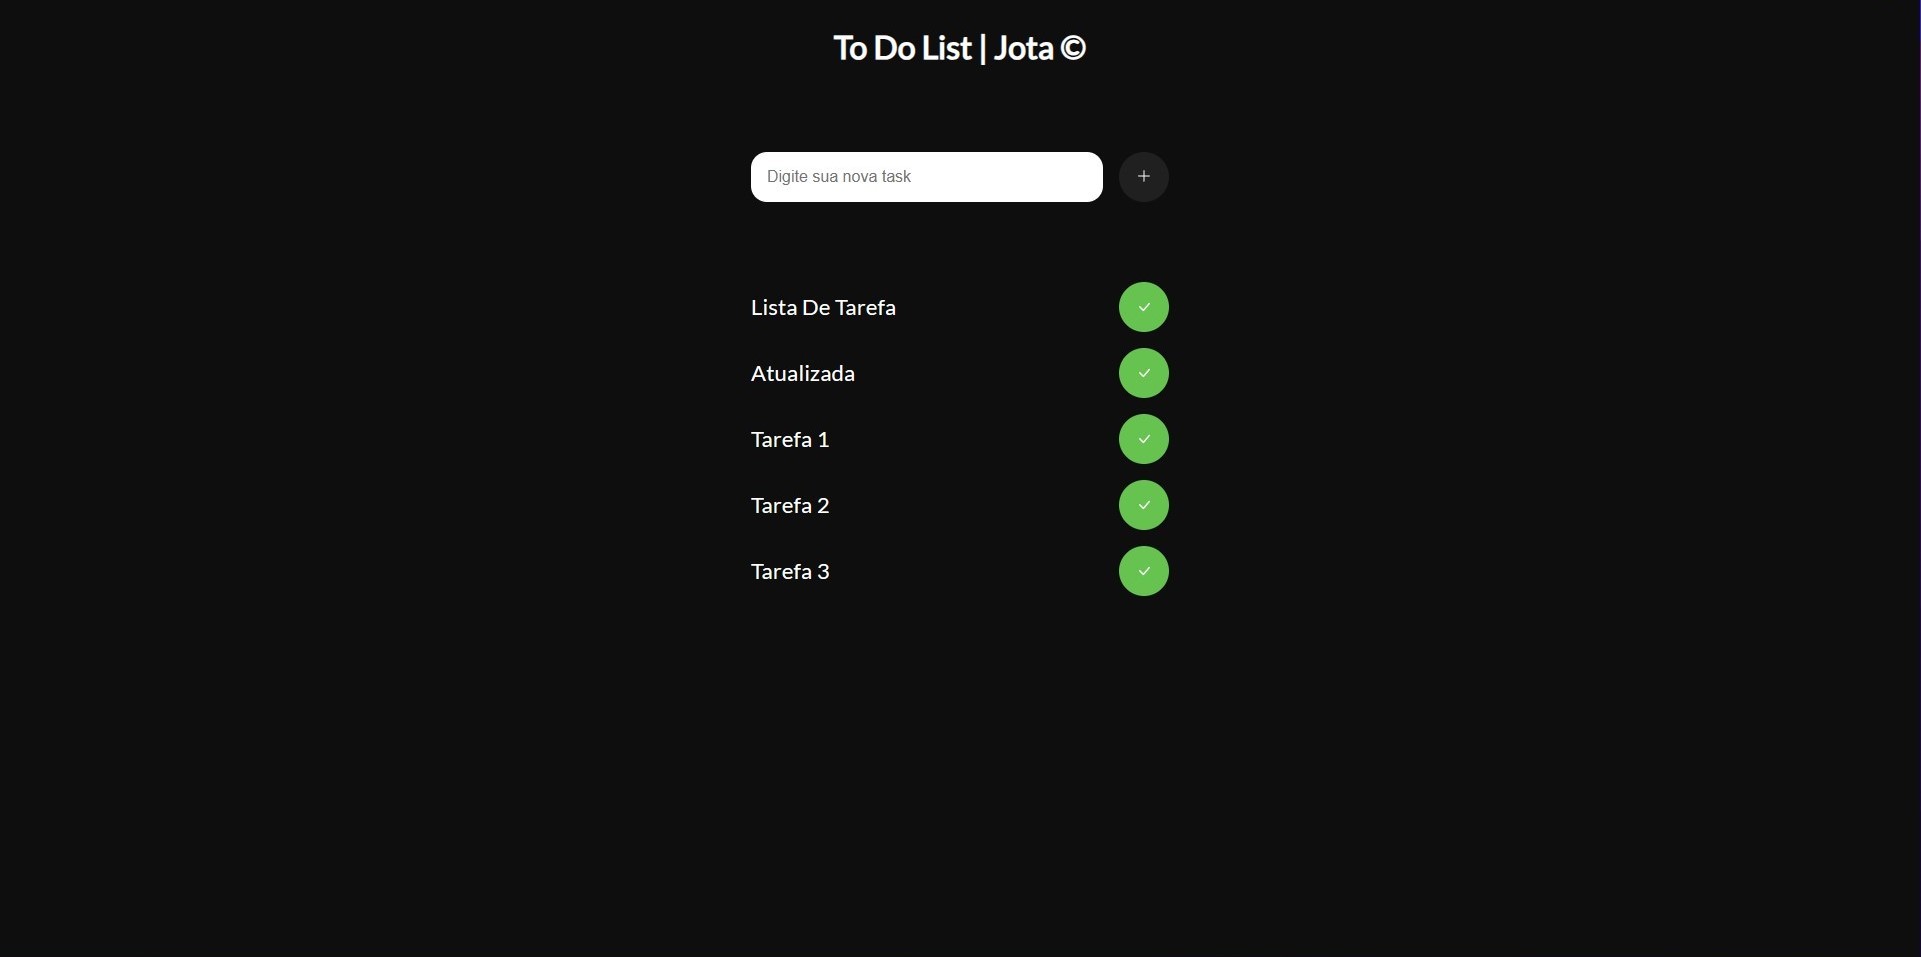 To Do List | Jota ©
Digite sua nova task
Lista De Tarefa
Atualizada
Tarefa 1
Tarefa 2
Tarefa 3